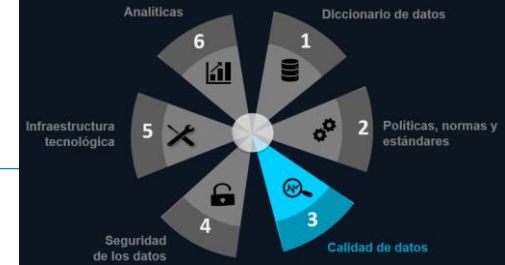 Analíticas
Diccionario de datos
6
1
Infraestructura
tecnológica
5
2
Políticas, normas y
estándares
4
3
Seguridad
de los datos
Calidad de datos